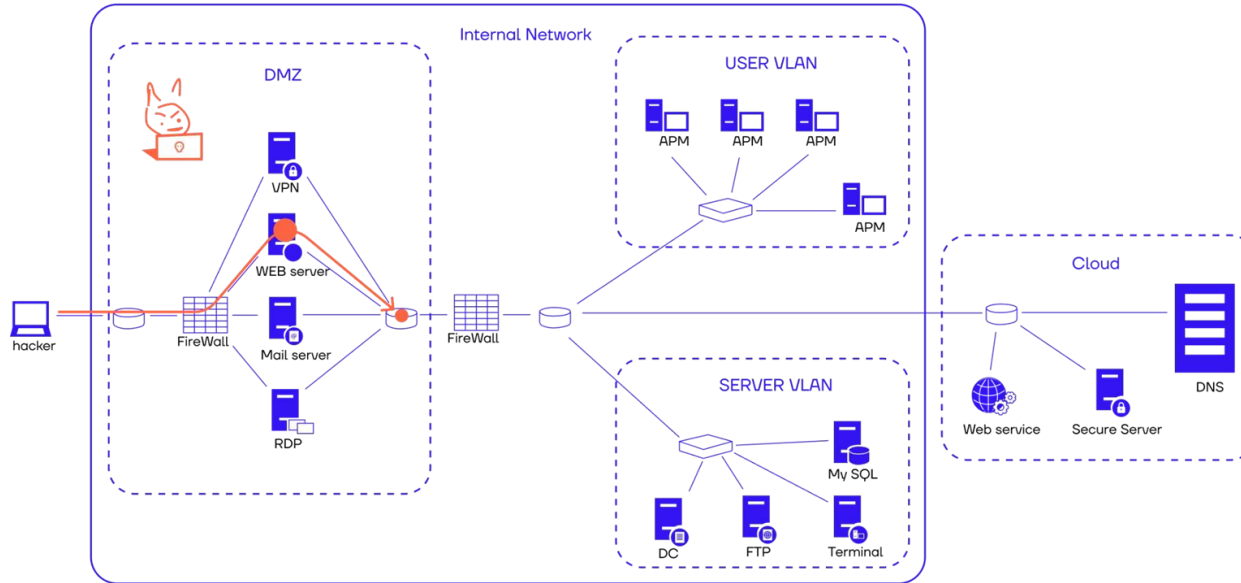 Internal Network
DMZ
VPN
WEB server
hacker
FireWall
Mail server
RDP
FireWall
USER VLAN
APM
APM
APM
APM
SERVER VLAN
My SQL
DC
FTP
Terminal
Cloud
DNS
Web service
Secure Server